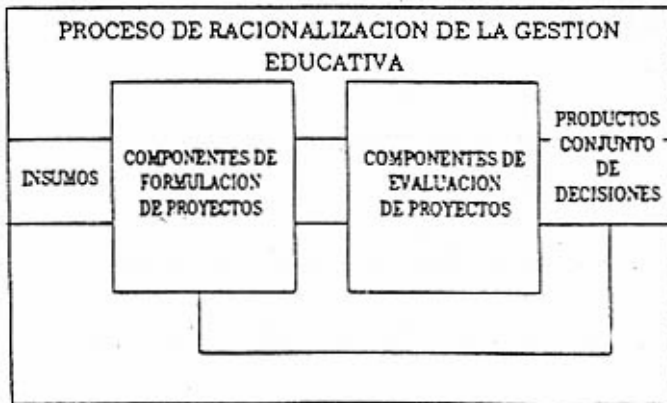 PROCESO DE RACIONALIZACION DE LA GESTION
EDUCATIVA
INSUMOS
COMPONENTES DE
FORMULACION
DE PROYECTOS
COMPONENTES DE
EVALUACION
DE PROYECTOS
PRODUCTOS
CONJUNTO
DE
DECISIONES